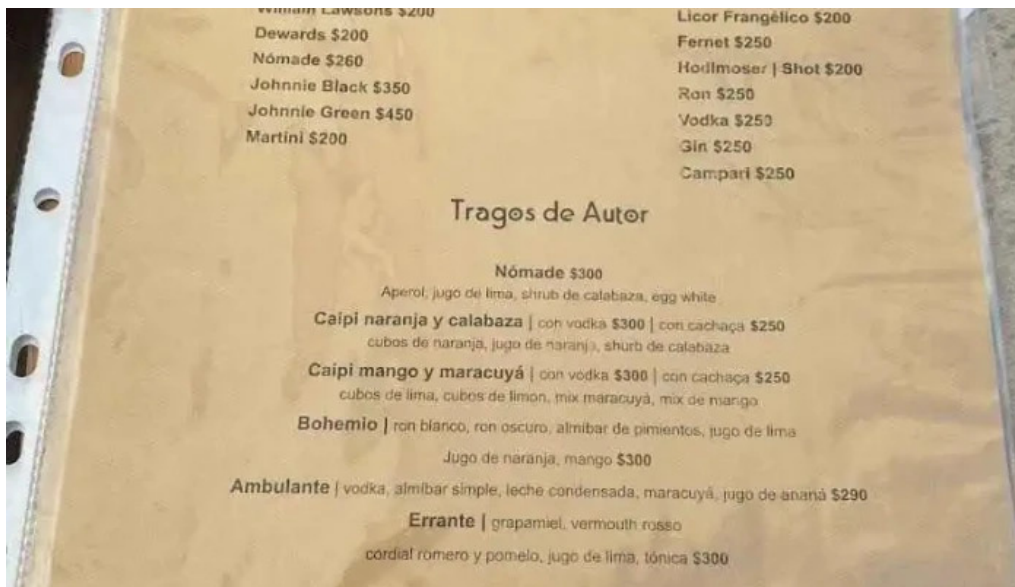 William Lawsons $200
Dewards $200
Nómade $260
Johnnie Black $350
Johnnie Green $450
Martini $200
Licor Frangélico $200
Fernet $250
Hodlmoser | Shot $200
Ron $250
Vodka $250
Gin $250
Campari $250
Tragos de Autor
Nómade $300
Aperol, jugo de lima, shrub de calabaza, egg white
Caipi naranja y calabaza | con vodka $300 | con cachaça $250
cubos de naranja, jugo de naranja, shurb de calabaza
Caipi mango y maracuyá | con vodka $300 | con cachaça $250
cubos de lima, cubos de limon, mix maracuyá, mix de mango
Bohemio | ron blanco, ron oscuro, almibar de pimientos, jugo de lima
Jugo de naranja, mango $300
Ambulante | vodka, almibar simple, leche condensada, maracuyá, jugo de ananá $290
Errante | grapamiel, vermouth rosso
cordial romero y pomelo, jugo de lima, tónica $300